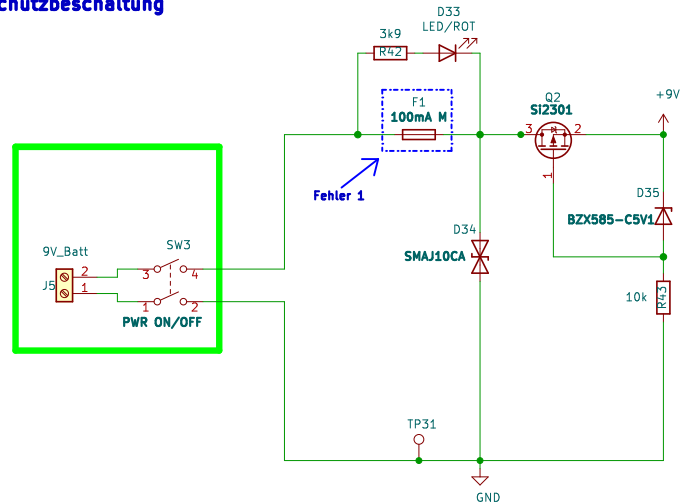 chutzbeschaltung
D33
LED/ROT
3k9
R42
F1
100mA M
Q2
Si2301
+9V
3
2
1
Fehler 1
D35
BZX585-C5V1
D34
SMAJ10CA
9V_Batt
SW3
J5
2
1
3
4
1
2
PWR ON/OFF
10k
R43
TP31
GND